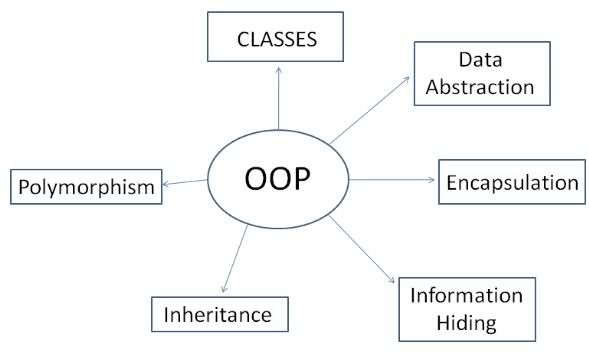 CLASSES
Data
Abstraction
OOP
Polymorphism
Encapsulation
Inheritance
Information
Hiding